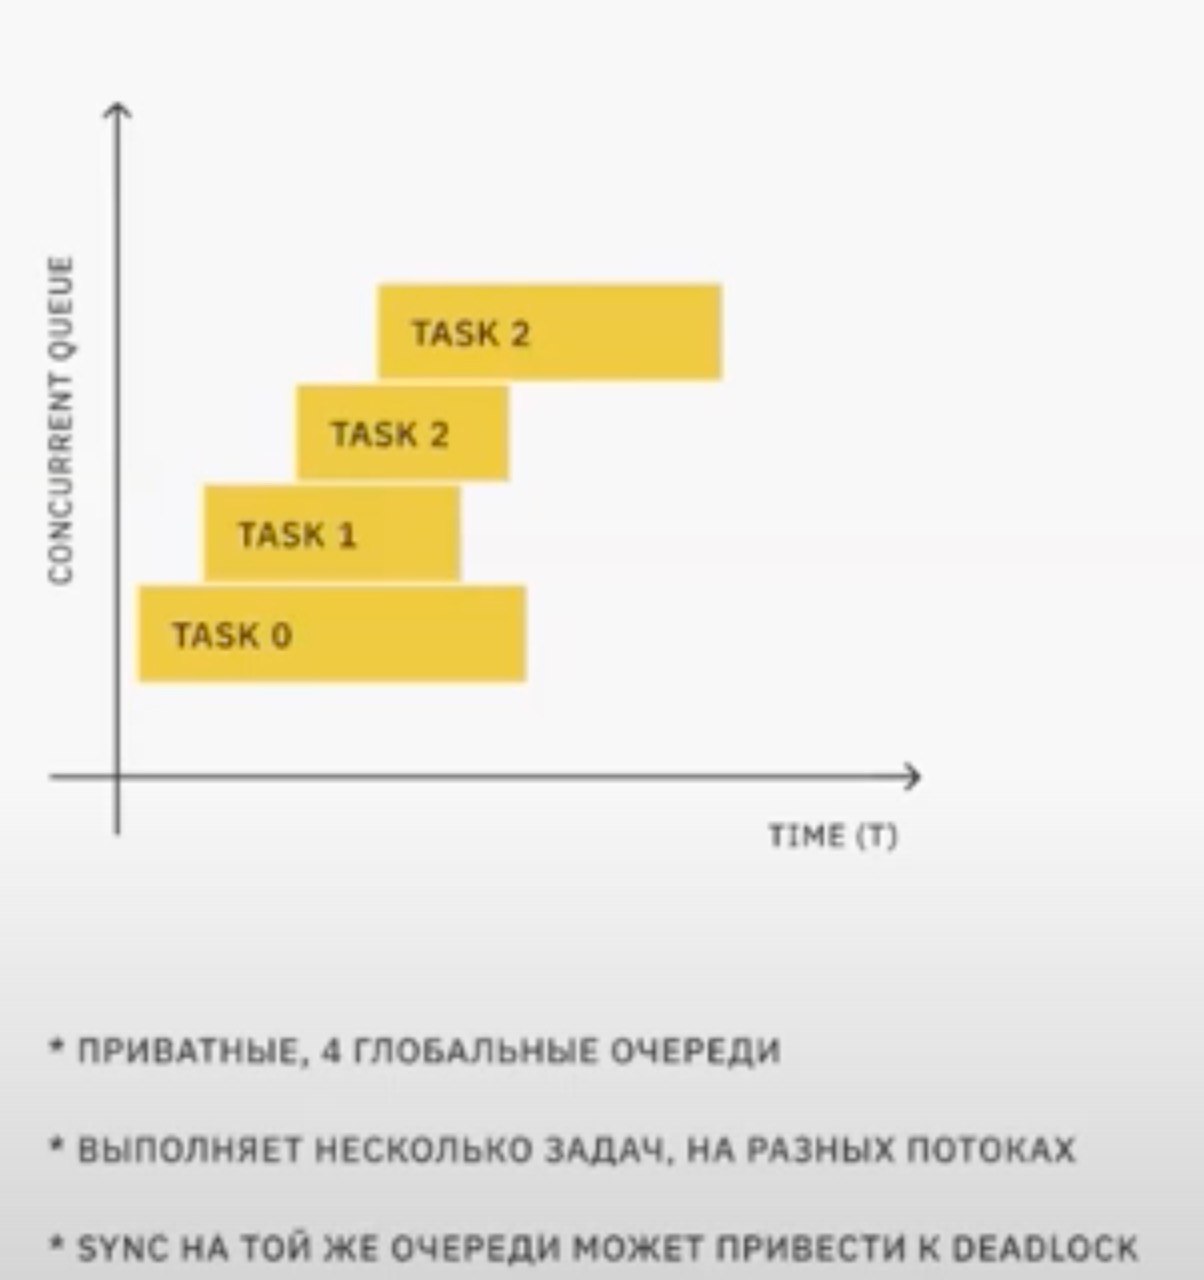 CONCURRENT QUEUE
TASK 2
TASK 2
TASK 1
TASK 0
TIME (T)
* ПРИВАТНЫЕ, 4 ГЛОБАЛЬНЫЕ ОЧЕРЕДИ
* ВЫПОЛНЯЕТ НЕСКОЛЬКО ЗАДАЧ, НА РАЗНЫХ ПОТОКАХ
* SYNC НА ТОЙ ЖЕ ОЧЕРЕДИ МОЖЕТ ПРИВЕСТИ К DEADLOCK